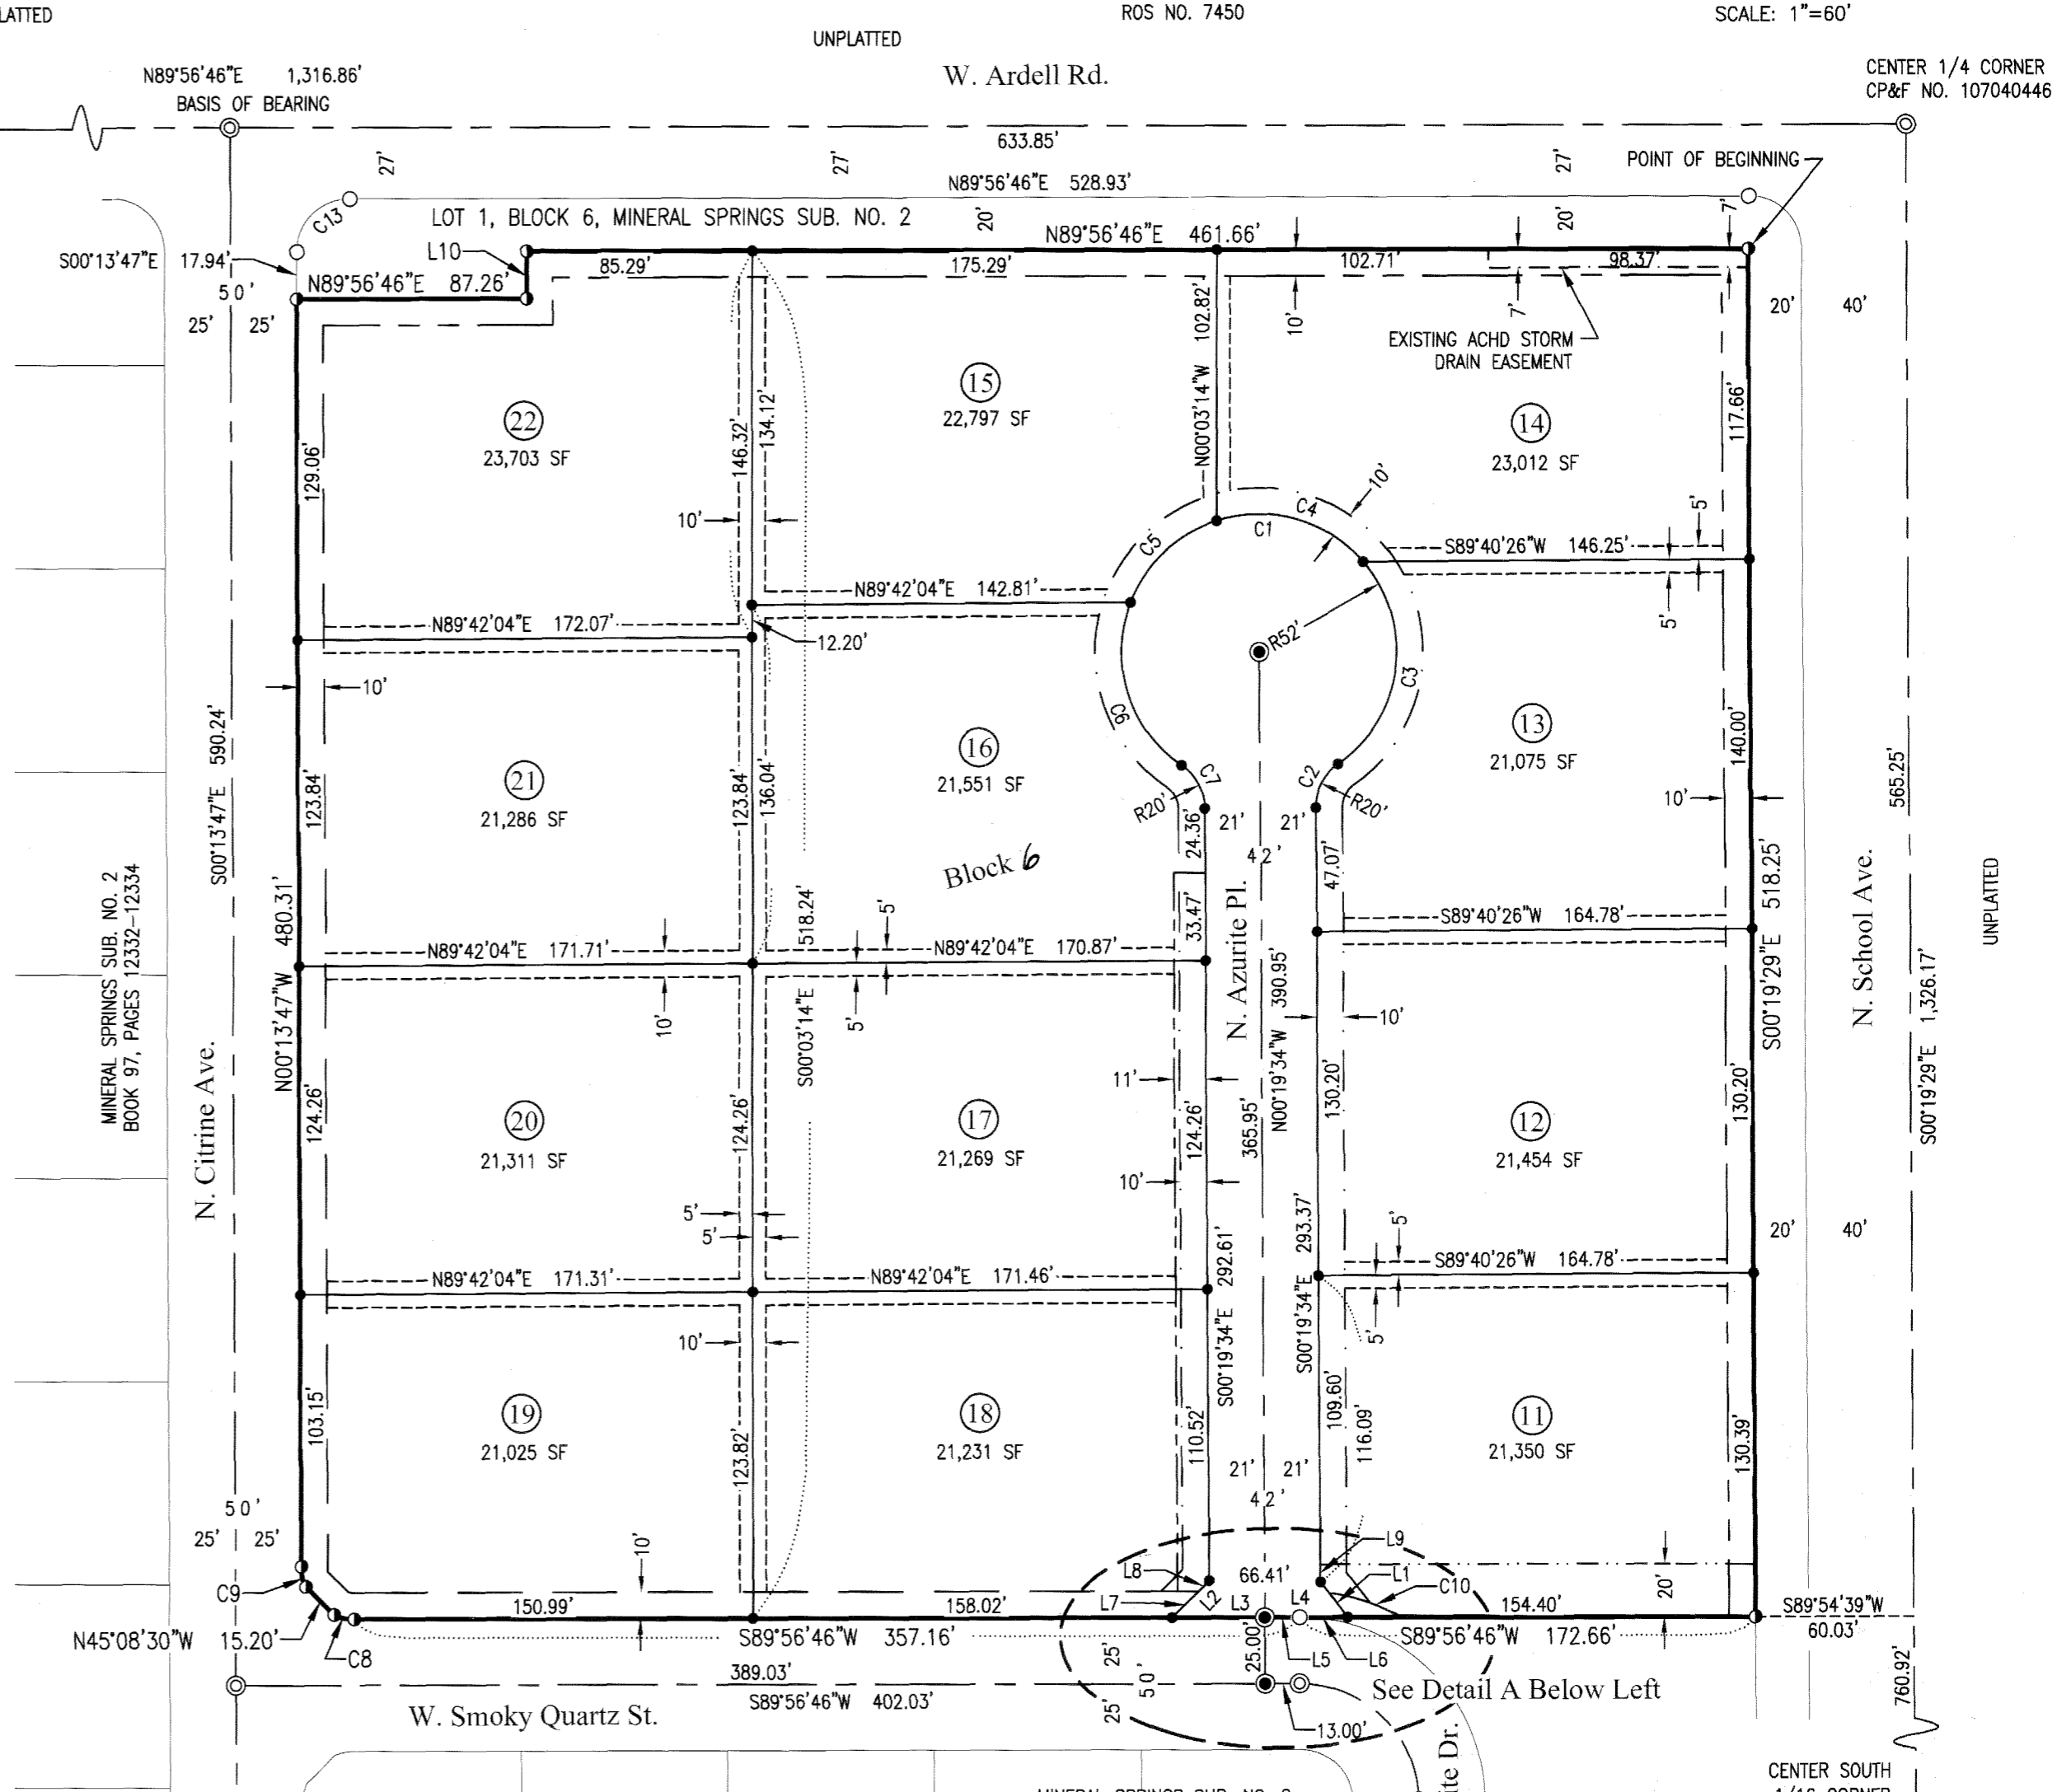 LATTED
ROS NO. 7450
SCALE: 1"=60'
UNPLATTED
N89°56'46"E 1,316.86'
BASIS OF BEARING
W. Ardell Rd.
CENTER 1/4 CORNER
CP&F NO. 107040446
633.85'
27'
27'
27'
POINT OF BEGINNING
N89°56'46"E 528.93'
C13
LOT 1, BLOCK 6, MINERAL SPRINGS SUB. NO. 2
20'
20'
7'
N89°56'46"E 461.66'
S00°13'47"E 17.94'
L10
85.29'
175.29'
102.71'
98.37'
N89°56'46"E 87.26'
50'
25' 25'
102.82'
N00°03'14"W
10'
7'
20' 40'
EXISTING ACHD STORM
DRAIN EASEMENT
22
23,703 SF
15
22,797 SF
14
23,012 SF
129.06'
146.32'
134.12'
117.66'
10'
10'
C4
C1
C5
5'
S89°40'26"W 146.25'
5'
N89°42'04"E 142.81'
N89°42'04"E 172.07'
12.20'
R52'
10'
C3
C6
16
21,551 SF
13
21,075 SF
21
21,286 SF
S00°13'47"E 590.24'
123.84'
123.84'
136.04'
140.00'
565.25'
10'
C7
C2
R20'
R20'
21' 21'
42'
24.36'
47.07'
Block 6
MINERAL SPRINGS SUB. NO. 2
BOOK 97, PAGES 12332-12334
N00°13'47"W 480.31'
S00°03'14"E 518.24'
33.47'
N. Azurite Pl.
S00°19'29"E 518.25'
N. School Ave.
UNPLATTED
S89°40'26"W 164.78'
N89°42'04"E 171.71'
5'
N89°42'04"E 170.87'
10'
5'
N00°19'34"W 390.95'
365.95'
10'
11'
N. Citrine Ave.
124.26'
124.26'
124.26'
130.20'
130.20'
S00°19'29"E 1,326.17'
20
21,311 SF
17
21,269 SF
12
21,454 SF
10'
5'
5'
5'
20' 40'
S89°40'26"W 164.78'
5'
N89°42'04"E 171.31'
N89°42'04"E 171.46'
S00°19'34"E 292.61'
S00°19'34"E 293.37'
10'
19
21,025 SF
18
21,231 SF
11
21,350 SF
103.15'
123.82'
110.52'
109.60'
116.09'
130.39'
21' 21'
42'
50'
25' 25'
10'
L9
L8
66.41'
L1
C10
20'
C9
L7
L2
L3
L4
150.99'
158.02'
154.40'
S89°54'39"W
60.03'
N45°08'30"W 15.20'
C8
S89°56'46"W 357.16'
25.00'
L5
L6
S89°56'46"W 172.66'
389.03'
25'
50'
25'
S89°56'46"W 402.03'
See Detail A Below Left
760.92'
W. Smoky Quartz St.
13.00'
ite Dr.
MINERAL SPRINGS SUB. NO. 2
CENTER SOUTH
1/16 CORNER